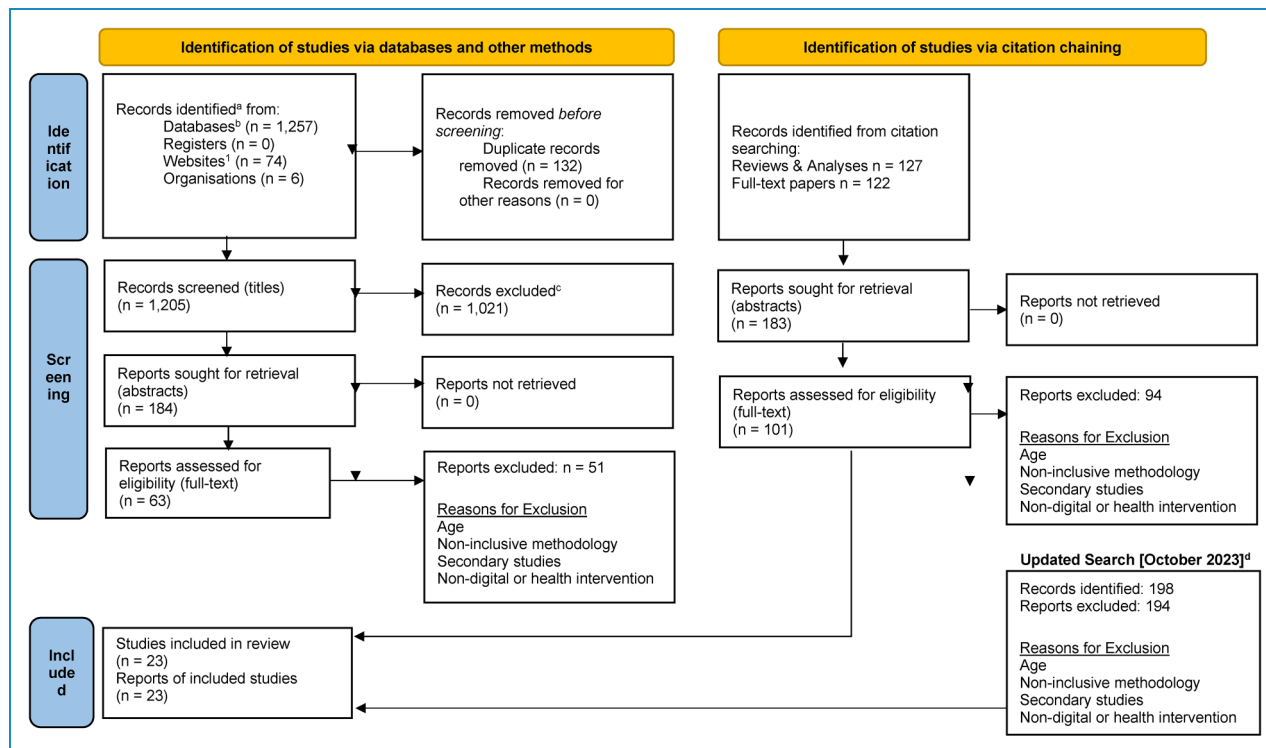 Identification of studies via databases and other methods
Identification of studies via citation chaining
Ide
ntif
icat
ion
Records identifiedᵃ from:
Databasesᵇ (n = 1,257)
Registers (n = 0)
Websites¹ (n = 74)
Organisations (n = 6)
Records removed before
screening:
Duplicate records
removed (n = 132)
Records removed for
other reasons (n = 0)
Records identified from citation
searching:
Reviews & Analyses n = 127
Full-text papers n = 122
Scr
een
ing
Records screened (titles)
(n = 1,205)
Records excludedᶜ
(n = 1,021)
Reports sought for retrieval
(abstracts)
(n = 183)
Reports not retrieved
(n = 0)
Reports sought for retrieval
(abstracts)
(n = 184)
Reports not retrieved
(n = 0)
Reports assessed for eligibility
(full-text)
(n = 101)
Reports excluded: 94
Reasons for Exclusion
Age
Non-inclusive methodology
Secondary studies
Non-digital or health intervention
Reports assessed for
eligibility (full-text)
(n = 63)
Reports excluded: n = 51
Reasons for Exclusion
Age
Non-inclusive methodology
Secondary studies
Non-digital or health intervention
Updated Search [October 2023]ᵈ
Records identified: 198
Reports excluded: 194
Reasons for Exclusion
Age
Non-inclusive methodology
Secondary studies
Non-digital or health intervention
Incl
ude
d
Studies included in review
(n = 23)
Reports of included studies
(n = 23)